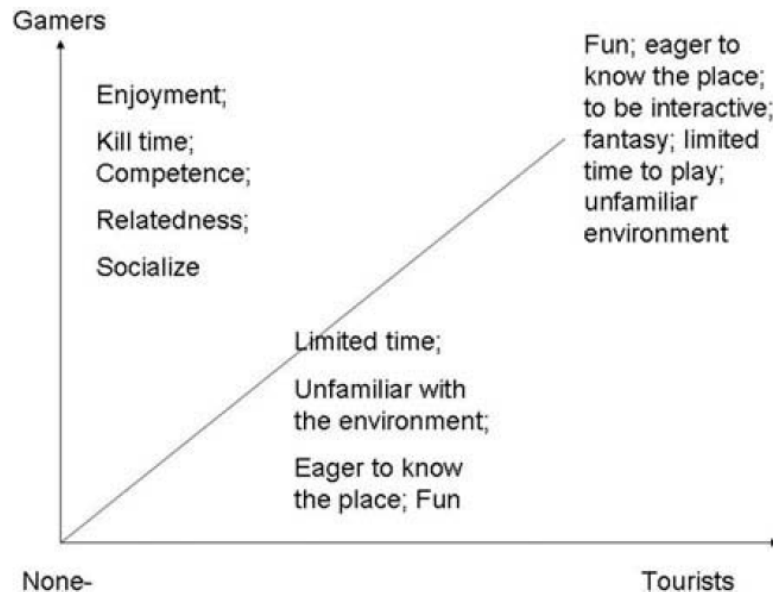 Gamers
Enjoyment;
Kill time;
Competence;
Relatedness;
Socialize
Fun; eager to
know the place;
to be interactive;
fantasy; limited
time to play;
unfamiliar
environment
Limited time;
Unfamiliar with
the environment;
Eager to know
the place; Fun
None-
Tourists